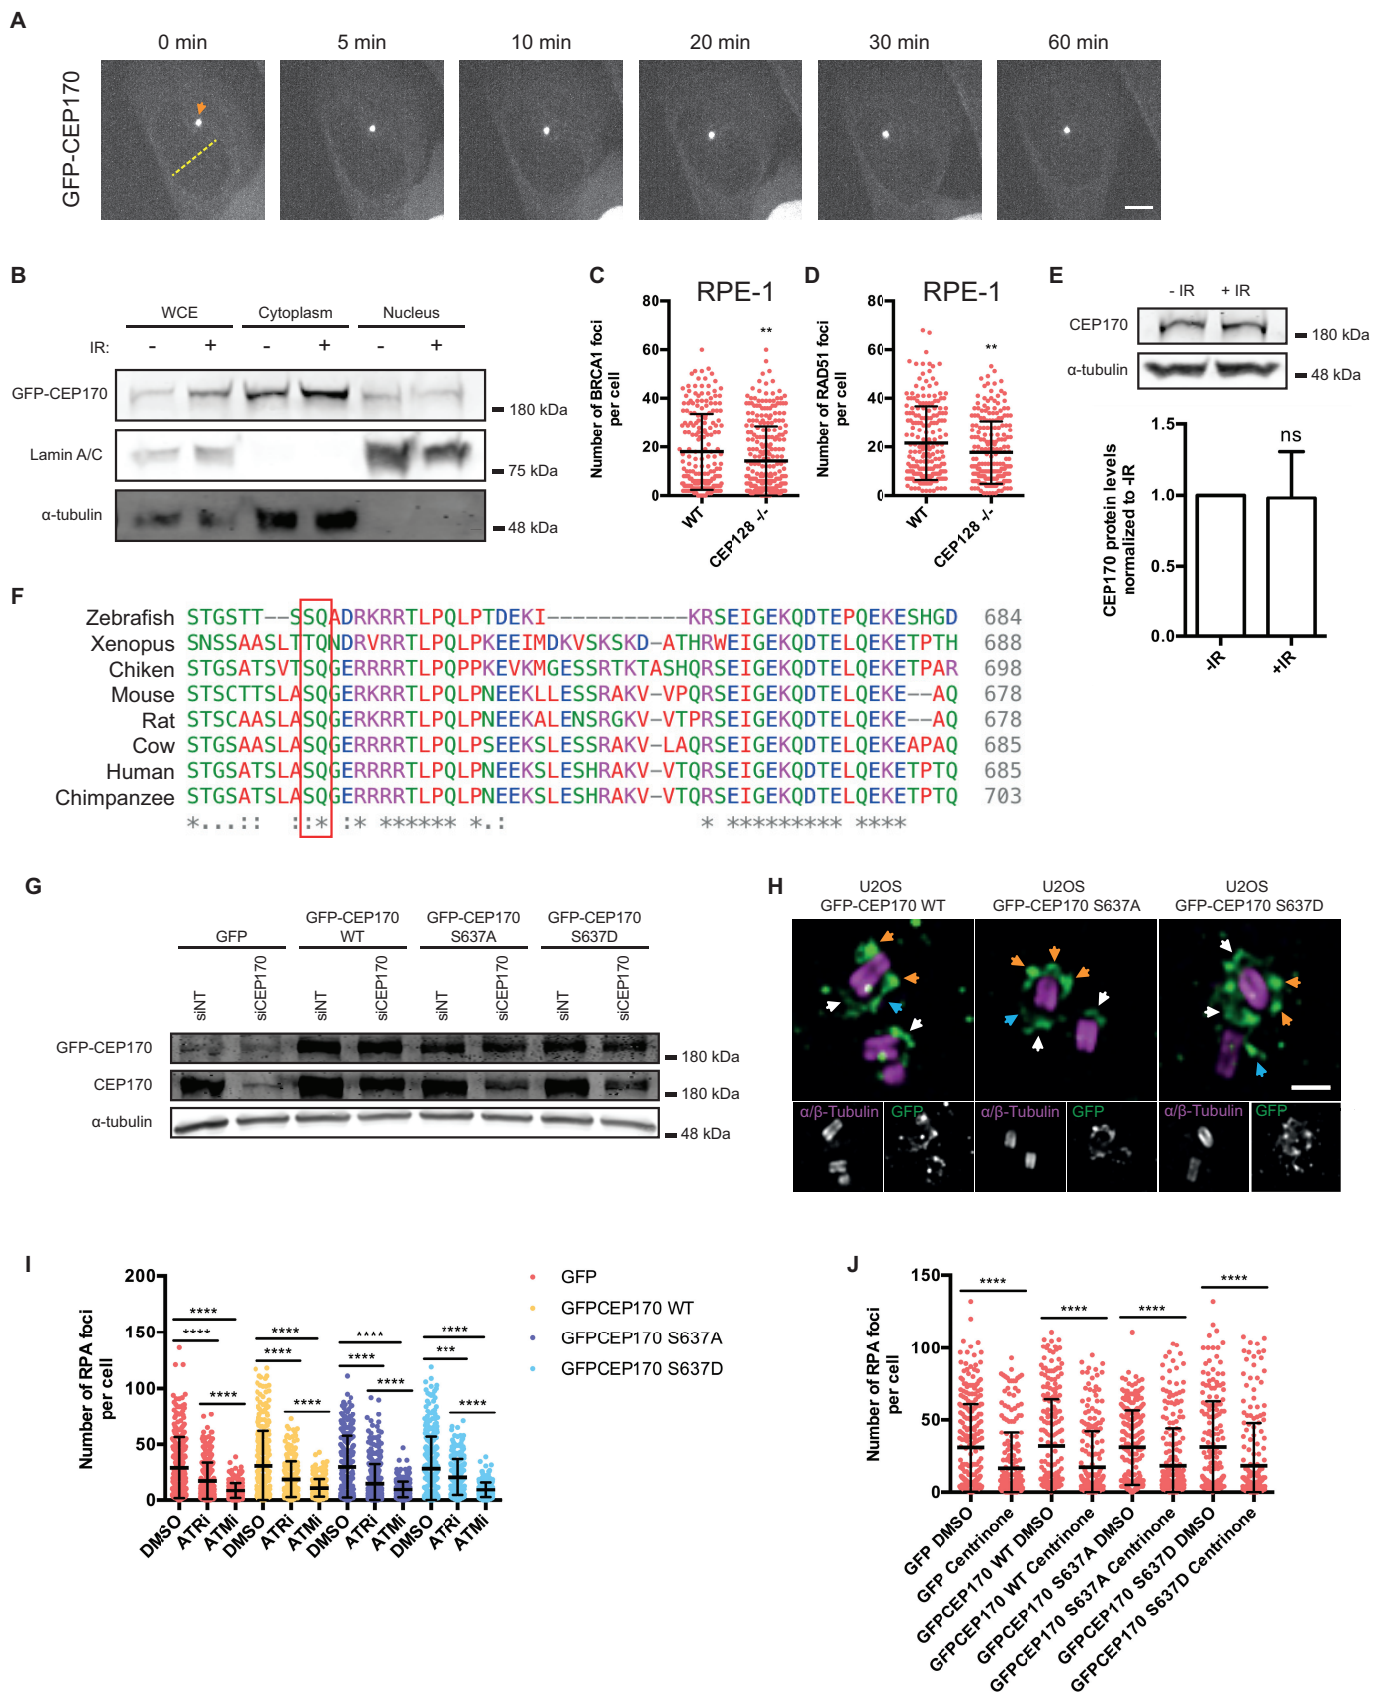 A
0 min 5 min 10 min 20 min 30 min 60 min
GFP-CEP170
B
WCE Cytoplasm Nucleus
IR: - + - + - +
GFP-CEP170
180 kDa
Lamin A/C
75 kDa
α-tubulin
48 kDa
C
RPE-1
Number of BRCA1 foci
per cell
80
60
40
20
0
**
WT
CEP128 -/-
D
RPE-1
Number of RAD51 foci
per cell
80
60
40
20
0
**
WT
CEP128 -/-
E
- IR + IR
CEP170
180 kDa
α-tubulin
48 kDa
CEP170 protein levels
normalized to -IR
1.5
1.0
0.5
0.0
ns
-IR
+IR
F
Zebrafish STGSTT--SSQADRKRRTLPQLPTDEKI-----------KRSEIGEKQDTEPQEKESHGD 684
Xenopus SNSSAASLTTQNDRVRRTLPQLPKEEIMDKVSKSKD-ATHRWEIGEKQDTELQEKETPTH 688
Chiken STGSATSVTSQGERRRRTLPQPPKEVKMGESSRTKTASHQRSEIGEKQDTELQEKETPAR 698
Mouse STSCTTSLASQGERKRRTLPQLPNEEKLLESSRAKV-VPQRSEIGEKQDTELQEKE--AQ 678
Rat STSCAASLASQGERKRRTLPQLPNEEKALENSRGKV-VTPRSEIGEKQDTELQEKE--AQ 678
Cow STGSAASLASQGERRRRTLPQLPSEEKSLESSRAKV-LAQRSEIGEKQDTELQEKEAPAQ 685
Human STGSATSLASQGERRRRTLPQLPNEEKSLESHRAKV-VTQRSEIGEKQDTELQEKETPTQ 685
Chimpanzee STGSATSLASQGERRRRTLPQLPNEEKSLESHRAKV-VTQRSEIGEKQDTELQEKETPTQ 703
*...:: ::* :* ****** *.: * ********* ****
G
GFP
GFP-CEP170
WT
GFP-CEP170
S637A
GFP-CEP170
S637D
siNT siCEP170 siNT siCEP170 siNT siCEP170 siNT siCEP170
GFP-CEP170
180 kDa
CEP170
180 kDa
α-tubulin
48 kDa
H
U2OS
GFP-CEP170 WT
U2OS
GFP-CEP170 S637A
U2OS
GFP-CEP170 S637D
α/β-Tubulin GFP α/β-Tubulin GFP α/β-Tubulin GFP
I
Number of RPA foci
per cell
200
150
100
50
0
**** **** ****
**** **** ****
**** **** ****
**** *** ****
DMSO ATRi ATMi DMSO ATRi ATMi DMSO ATRi ATMi DMSO ATRi ATMi
GFP
GFPCEP170 WT
GFPCEP170 S637A
GFPCEP170 S637D
J
Number of RPA foci
per cell
150
100
50
0
**** **** **** ****
GFP DMSO
GFP Centrinone
GFPCEP170 WT DMSO
GFPCEP170 WT Centrinone
GFPCEP170 S637A DMSO
GFPCEP170 S637A Centrinone
GFPCEP170 S637D DMSO
GFPCEP170 S637D Centrinone